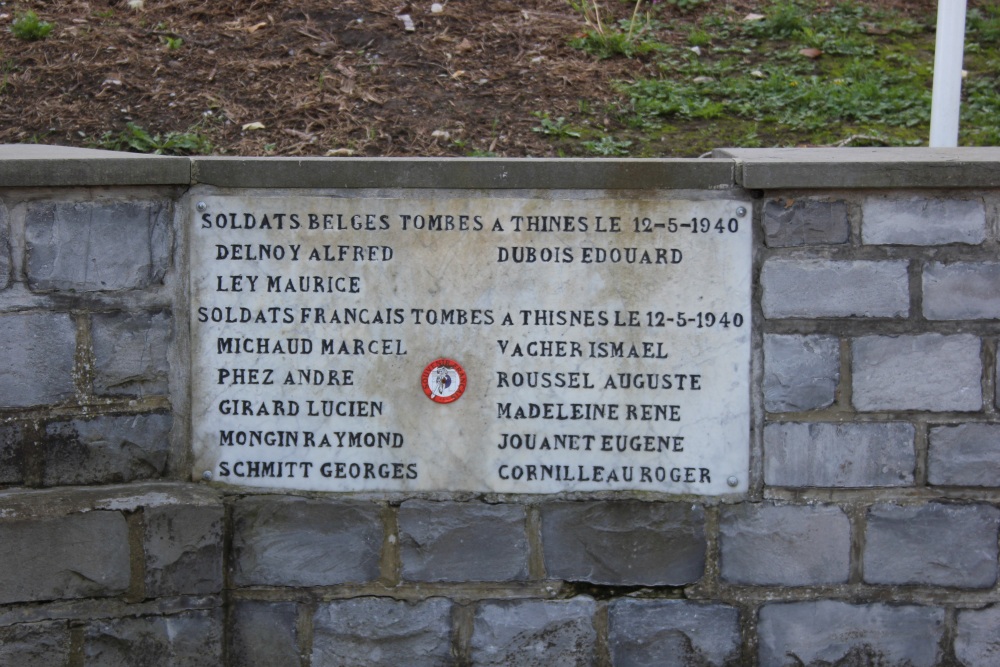 SOLDATS BELGES TOMBES A THINES LE 12-5-1940
DELNOY ALFRED DUBOIS EDOUARD
LEY MAURICE
SOLDATS FRANCAIS TOMBES A THISNES LE 12-5-1940
MICHAUD MARCEL VACHER ISMAEL
PHEZ ANDRE ROUSSEL AUGUSTE
GIRARD LUCIEN MADELEINE RENE
MONGIN RAYMOND JOUANET EUGENE
SCHMITT GEORGES CORNILLEAU ROGER